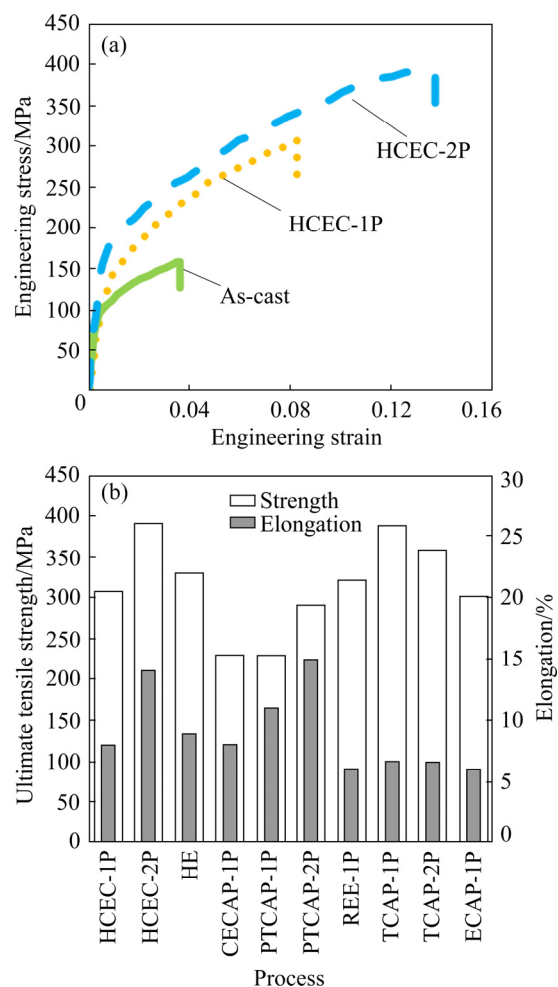 (a)
Engineering stress/MPa
450
400
350
300
250
200
150
100
50
0
HCEC-2P
HCEC-1P
As-cast
0.04
0.08
0.12
0.16
Engineering strain
(b)
Ultimate tensile strength/MPa
450
400
350
300
250
200
150
100
50
0
Strength
Elongation
30
25
20
15
10
5
0
Elongation/%
HCEC-1P
HCEC-2P
HE
CECAP-1P
PTCAP-1P
PTCAP-2P
REE-1P
TCAP-1P
TCAP-2P
ECAP-1P
Process